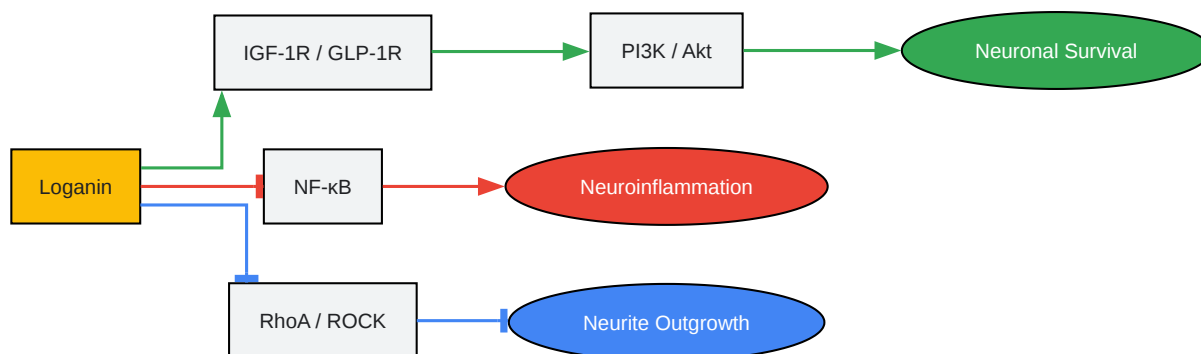 IGF-1R / GLP-1R
PI3K / Akt
Neuronal Survival
Loganin
NF-κB
Neuroinflammation
RhoA / ROCK
Neurite Outgrowth